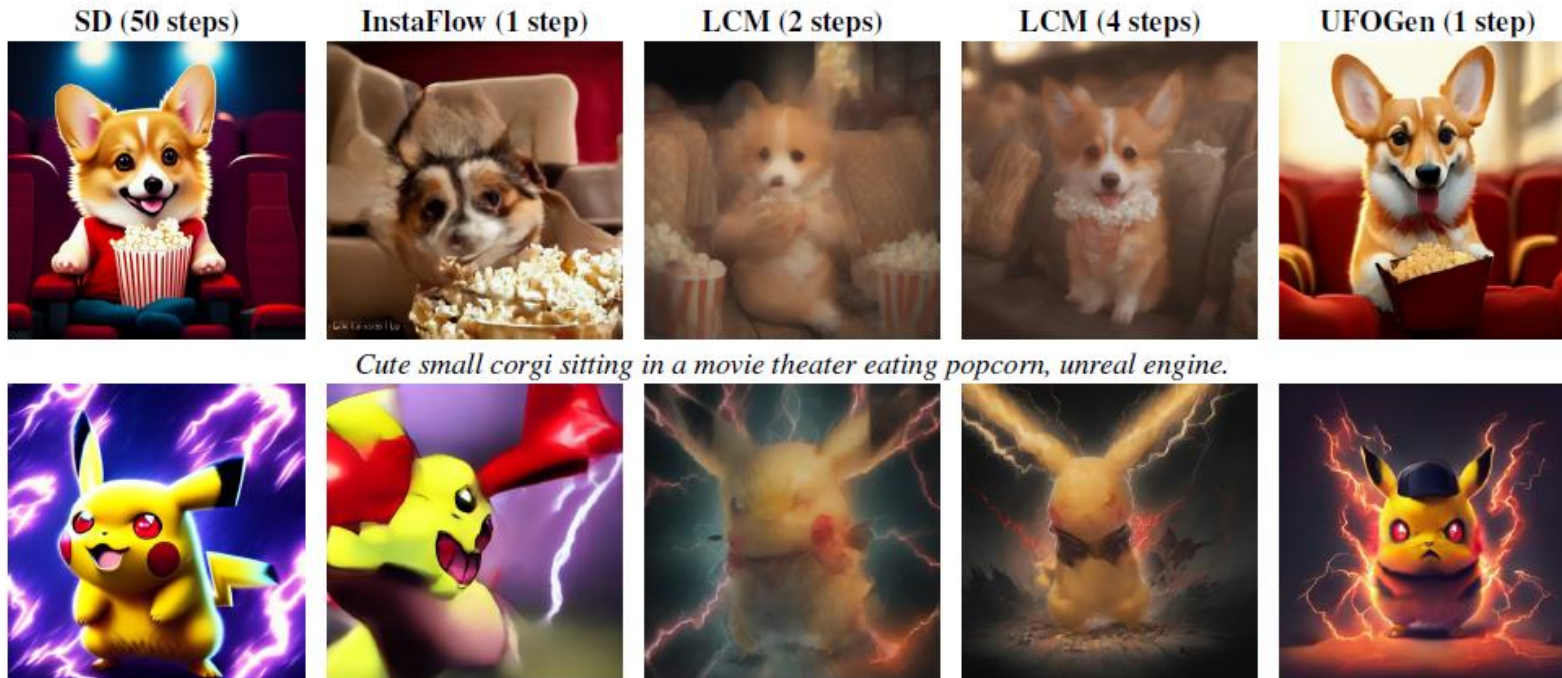 SD (50 steps) InstaFlow (1 step) LCM (2 steps) LCM (4 steps) UFOGen (1 step)
Cute small corgi sitting in a movie theater eating popcorn, unreal engine.